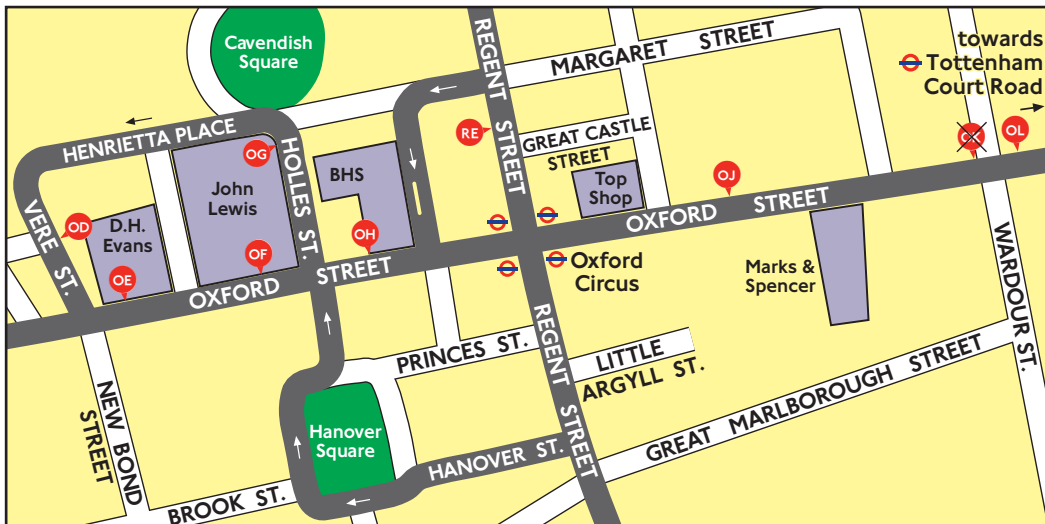 Cavendish
Square
REGENT
STREET
MARGARET STREET
towards
Tottenham
Court Road
HENRIETTA PLACE
HOLLES ST.
RE
GREAT CASTLE
STREET
OL
OG
John
Lewis
BHS
Top
Shop
OJ
OXFORD STREET
VERE ST.
OD
D.H.
Evans
OE
OF
OH
OXFORD STREET
Oxford
Circus
Marks &
Spencer
WARDOUR ST.
REGENT STREET
PRINCES ST.
LITTLE
ARGYLL ST.
GREAT MARLBOROUGH STREET
NEW BOND
STREET
Hanover
Square
HANOVER ST.
BROOK ST.